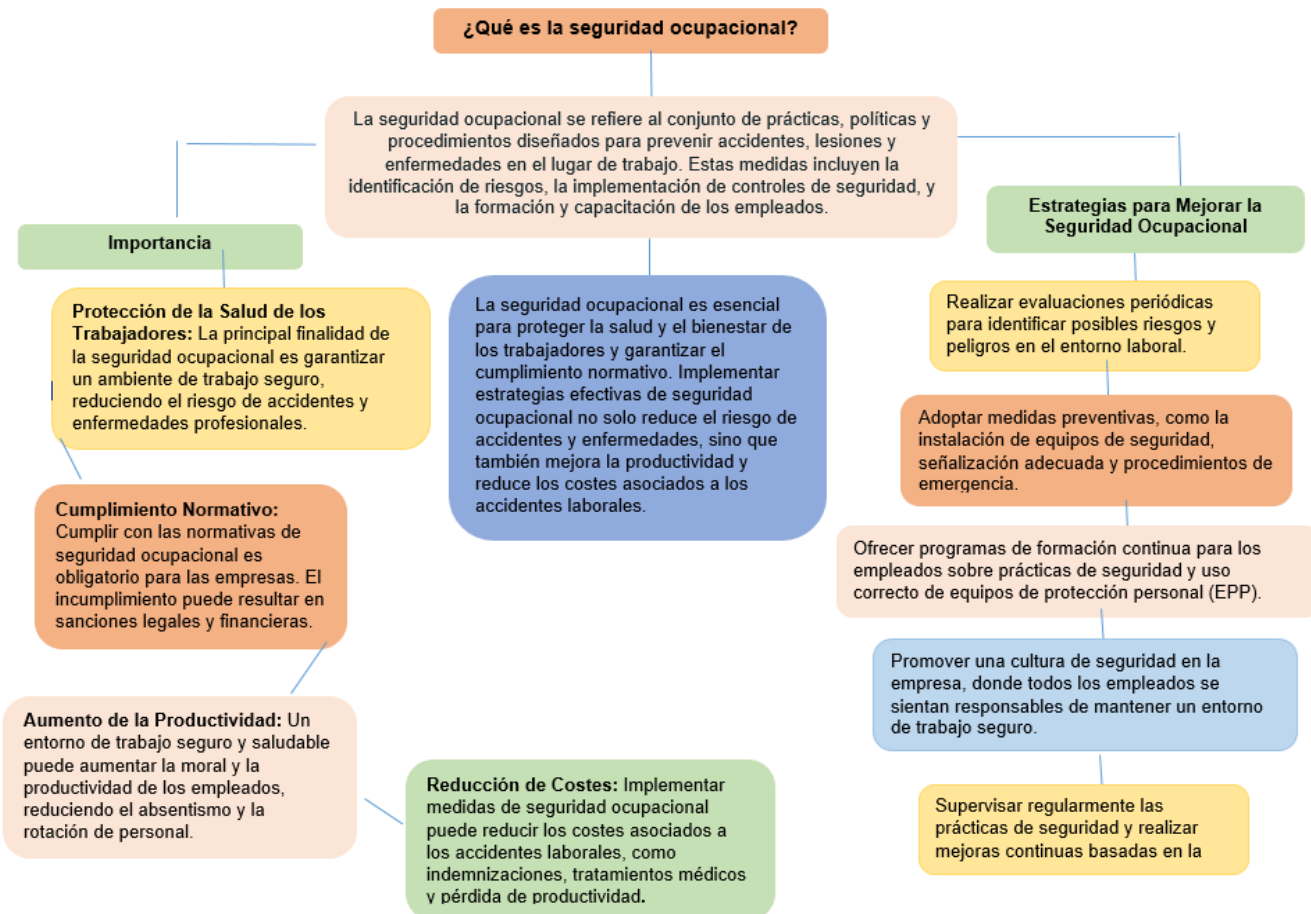 ¿Qué es la seguridad ocupacional?
La seguridad ocupacional se refiere al conjunto de prácticas, políticas y
procedimientos diseñados para prevenir accidentes, lesiones y
enfermedades en el lugar de trabajo. Estas medidas incluyen la
identificación de riesgos, la implementación de controles de seguridad, y
la formación y capacitación de los empleados.
Importancia
Protección de la Salud de los
Trabajadores: La principal finalidad de
la seguridad ocupacional es garantizar
un ambiente de trabajo seguro,
reduciendo el riesgo de accidentes y
enfermedades profesionales.
Cumplimiento Normativo:
Cumplir con las normativas de
seguridad ocupacional es
obligatorio para las empresas. El
incumplimiento puede resultar en
sanciones legales y financieras.
Aumento de la Productividad: Un
entorno de trabajo seguro y saludable
puede aumentar la moral y la
productividad de los empleados,
reduciendo el absentismo y la
rotación de personal.
Reducción de Costes: Implementar
medidas de seguridad ocupacional
puede reducir los costes asociados a
los accidentes laborales, como
indemnizaciones, tratamientos médicos
y pérdida de productividad.
La seguridad ocupacional es esencial
para proteger la salud y el bienestar de
los trabajadores y garantizar el
cumplimiento normativo. Implementar
estrategias efectivas de seguridad
ocupacional no solo reduce el riesgo de
accidentes y enfermedades, sino que
también mejora la productividad y
reduce los costes asociados a los
accidentes laborales.
Estrategias para Mejorar la
Seguridad Ocupacional
Realizar evaluaciones periódicas
para identificar posibles riesgos y
peligros en el entorno laboral.
Adoptar medidas preventivas, como la
instalación de equipos de seguridad,
señalización adecuada y procedimientos de
emergencia.
Ofrecer programas de formación continua para los
empleados sobre prácticas de seguridad y uso
correcto de equipos de protección personal (EPP).
Promover una cultura de seguridad en la
empresa, donde todos los empleados se
sientan responsables de mantener un entorno
de trabajo seguro.
Supervisar regularmente las
prácticas de seguridad y realizar
mejoras continuas basadas en la